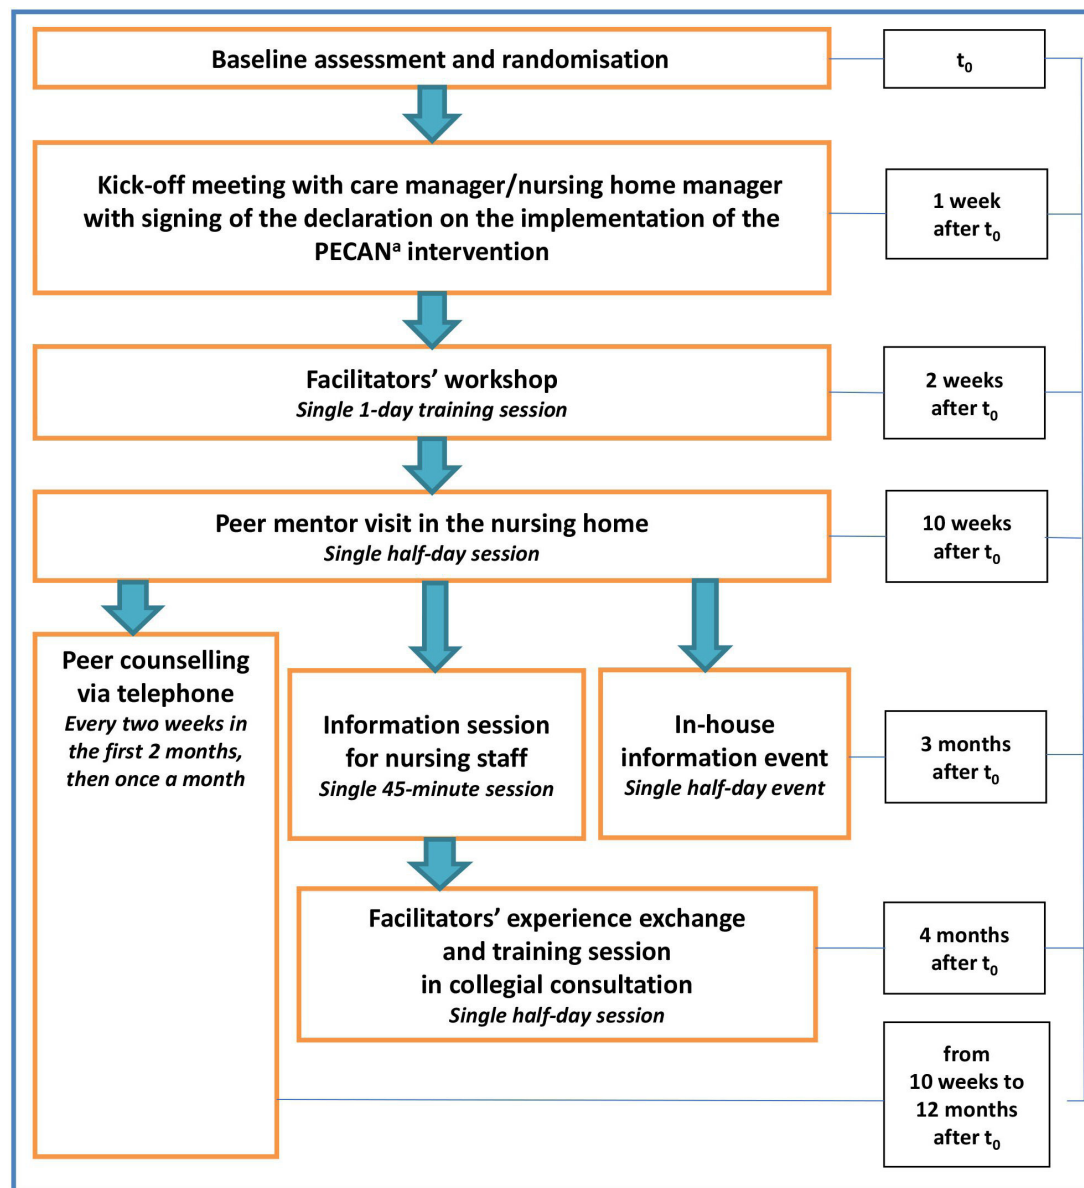 Baseline assessment and randomisation
t₀
Kick-off meeting with care manager/nursing home manager
with signing of the declaration on the implementation of the
PECANᵃ intervention
1 week
after t₀
Facilitators’ workshop
Single 1-day training session
2 weeks
after t₀
Peer mentor visit in the nursing home
Single half-day session
10 weeks
after t₀
Peer counselling
via telephone
Every two weeks in
the first 2 months,
then once a month
Information session
for nursing staff
Single 45-minute session
In-house
information event
Single half-day event
3 months
after t₀
Facilitators’ experience exchange
and training session
in collegial consultation
Single half-day session
4 months
after t₀
from
10 weeks to
12 months
after t₀